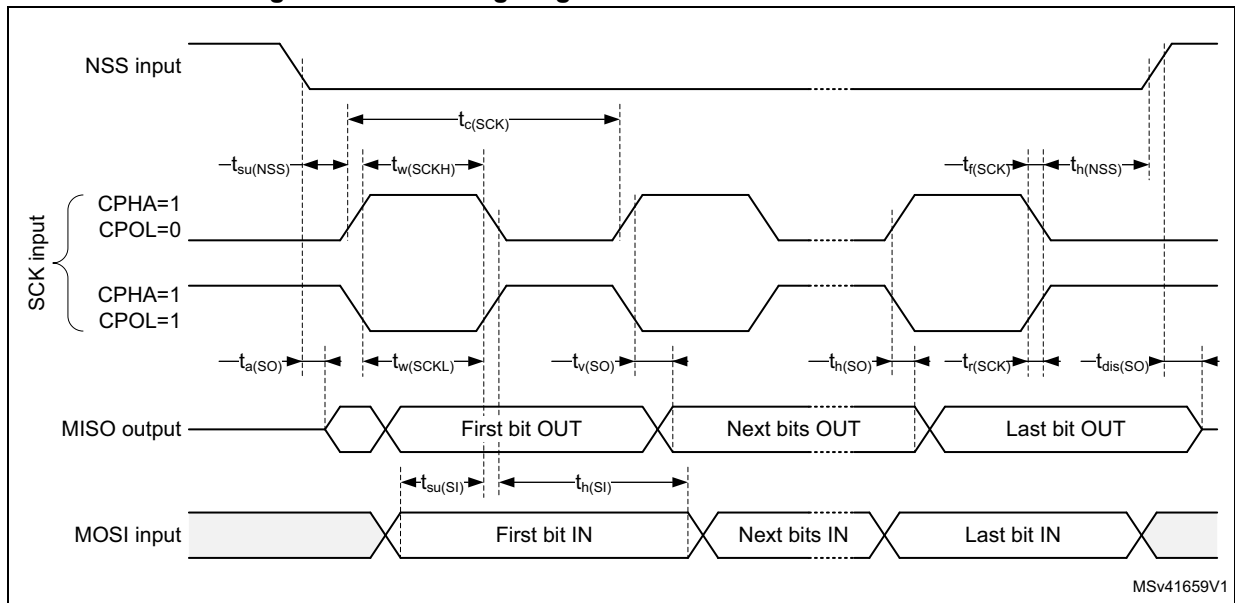 NSS input
tc(SCK)
tsu(NSS)
tw(SCKH)
tf(SCK)
th(NSS)
SCK input
CPHA=1
CPOL=0
CPHA=1
CPOL=1
ta(SO)
tw(SCKL)
tv(SO)
th(SO)
tr(SCK)
tdis(SO)
MISO output
First bit OUT
Next bits OUT
Last bit OUT
tsu(SI)
th(SI)
MOSI input
First bit IN
Next bits IN
Last bit IN
MSv41659V1